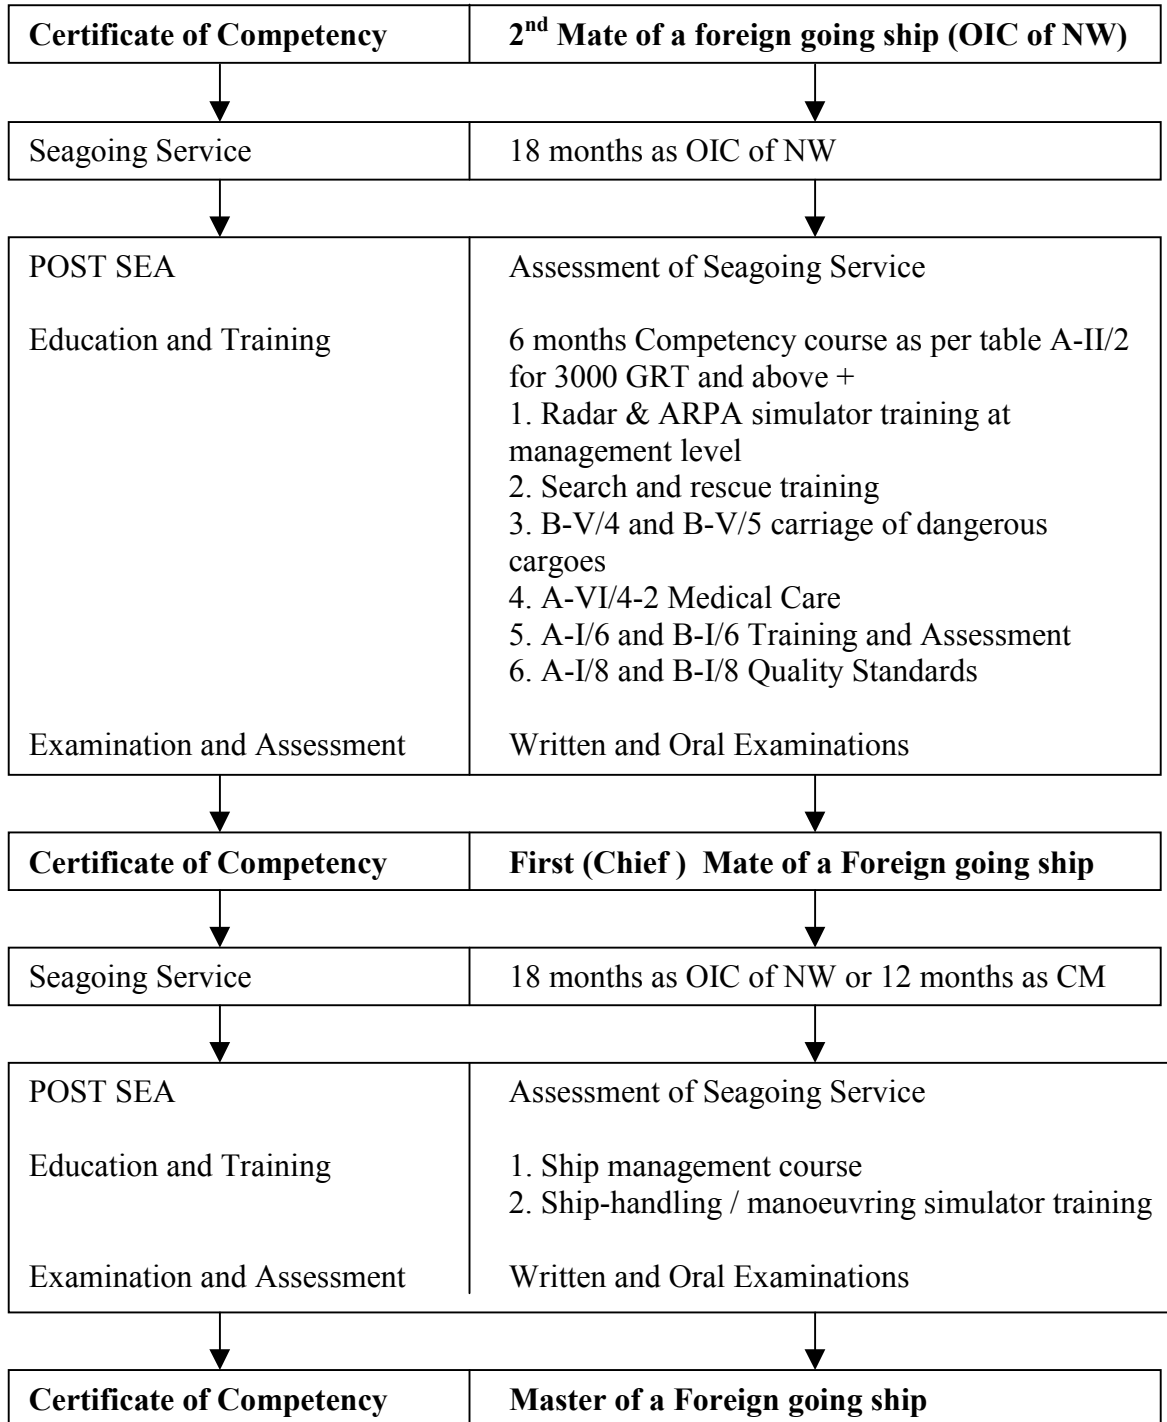 Certificate of Competency 2nd Mate of a foreign going ship (OIC of NW)
Seagoing Service 18 months as OIC of NW
POST SEA Assessment of Seagoing Service
Education and Training 6 months Competency course as per table A-II/2
for 3000 GRT and above +
1. Radar & ARPA simulator training at
management level
2. Search and rescue training
3. B-V/4 and B-V/5 carriage of dangerous
cargoes
4. A-VI/4-2 Medical Care
5. A-I/6 and B-I/6 Training and Assessment
6. A-I/8 and B-I/8 Quality Standards
Examination and Assessment Written and Oral Examinations
Certificate of Competency First (Chief ) Mate of a Foreign going ship
Seagoing Service 18 months as OIC of NW or 12 months as CM
POST SEA Assessment of Seagoing Service
Education and Training 1. Ship management course
2. Ship-handling / manoeuvring simulator training
Examination and Assessment Written and Oral Examinations
Certificate of Competency Master of a Foreign going ship